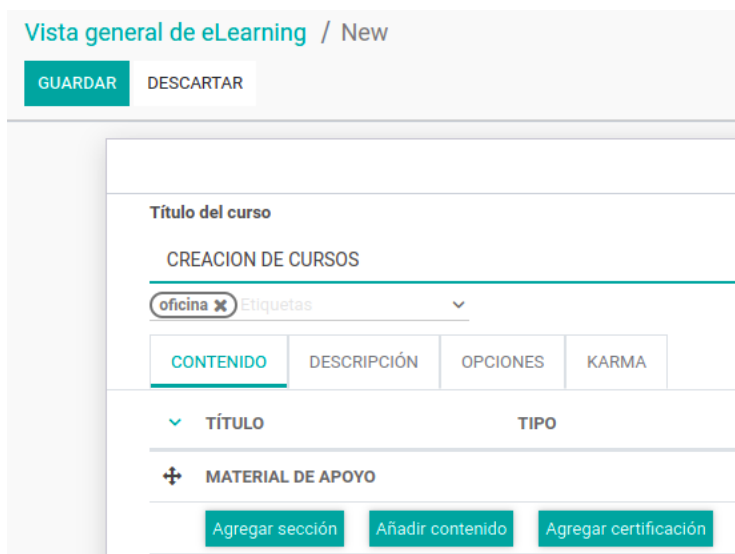 Vista general de eLearning / New
GUARDAR DESCARTAR
Título del curso
CREACION DE CURSOS
oficina Etiquetas
CONTENIDO DESCRIPCIÓN OPCIONES KARMA
TÍTULO TIPO
MATERIAL DE APOYO
Agregar sección Añadir contenido Agregar certificación